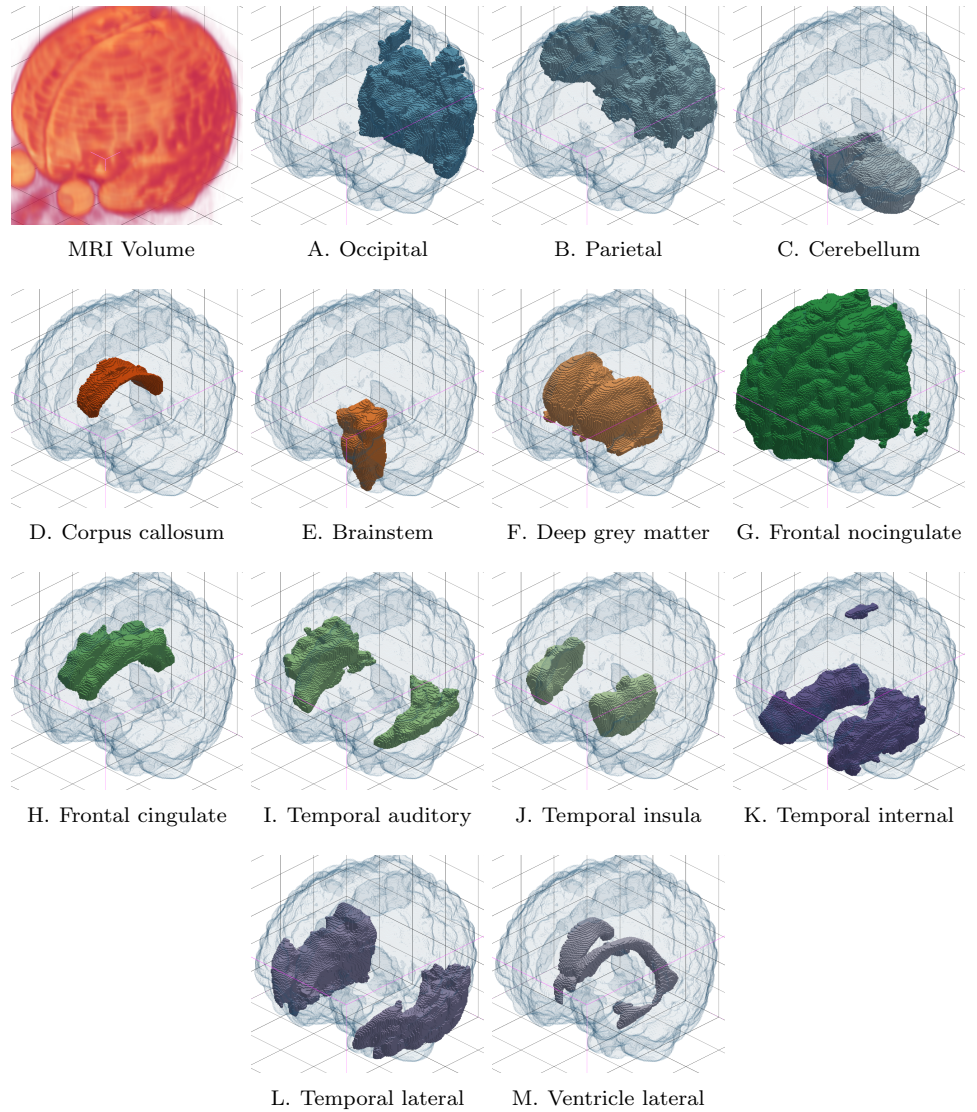 MRI Volume
A. Occipital
B. Parietal
C. Cerebellum
D. Corpus callosum
E. Brainstem
F. Deep grey matter
G. Frontal nocingulate
H. Frontal cingulate
I. Temporal auditory
J. Temporal insula
K. Temporal internal
L. Temporal lateral
M. Ventricle lateral